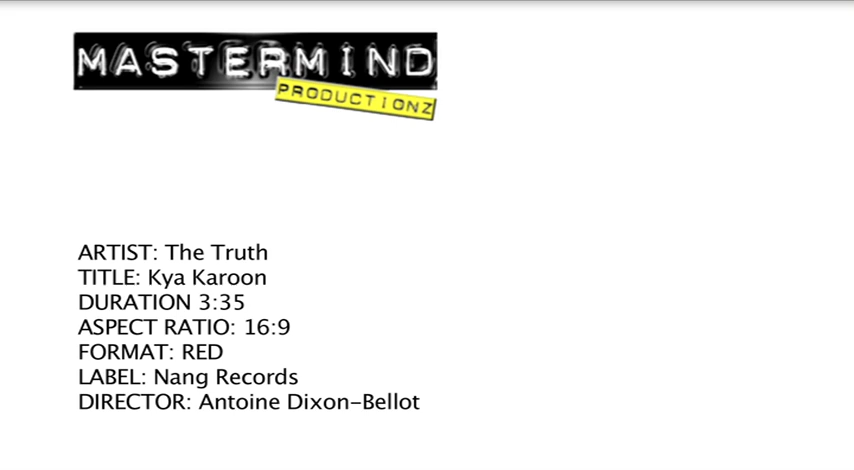 MASTERMIND
PRODUCTIONZ
ARTIST: The Truth
TITLE: Kya Karoon
DURATION 3:35
ASPECT RATIO: 16:9
FORMAT: RED
LABEL: Nang Records
DIRECTOR: Antoine Dixon-Bellot